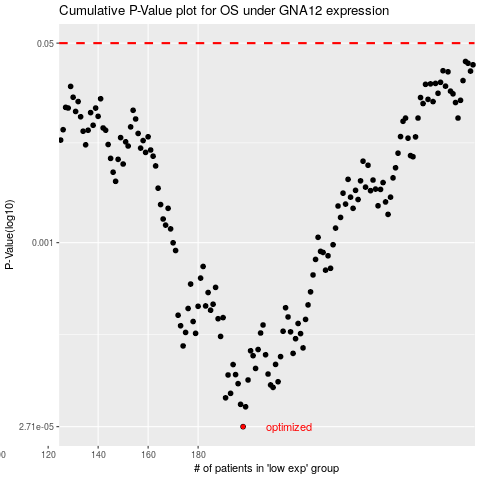 Cumulative P-Value plot for OS under GNA12 expression
0.05
0.001
2.71e-05
P-Value(log10)
optimized
00 120 140 160 180
# of patients in 'low exp' group